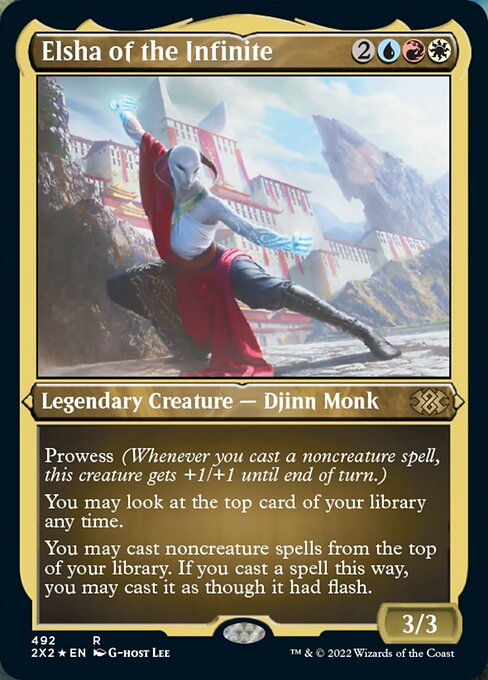 Elsha of the Infinite 2
Legendary Creature — Djinn Monk
Prowess (Whenever you cast a noncreature spell,
this creature gets +1/+1 until end of turn.)
You may look at the top card of your library
any time.
You may cast noncreature spells from the top
of your library. If you cast a spell this way,
you may cast it as though it had flash.
3/3
492 R
2X2 ★ EN G-host Lee
™ & © 2022 Wizards of the Coast